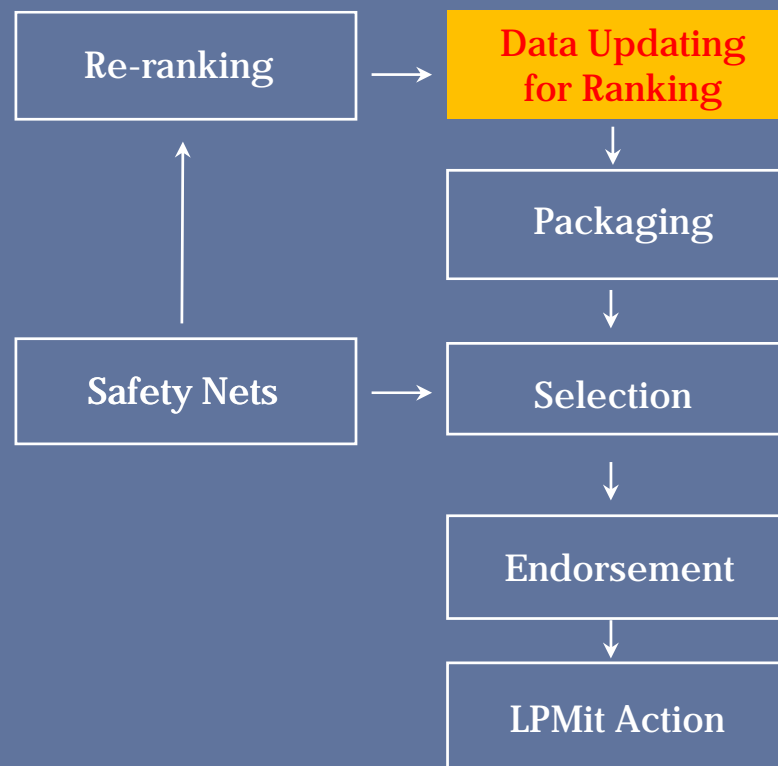 Re-ranking
Data Updating
for Ranking
Packaging
Safety Nets
Selection
Endorsement
LPMit Action